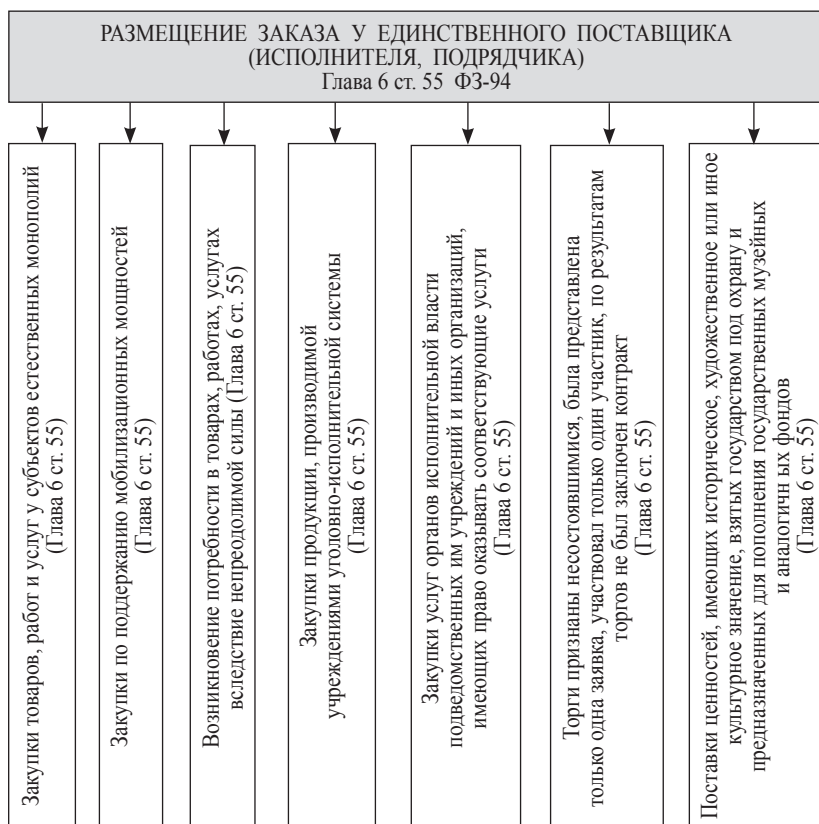 РАЗМЕЩЕНИЕ ЗАКАЗА У ЕДИНСТВЕННОГО ПОСТАВЩИКА
(ИСПОЛНИТЕЛЯ, ПОДРЯДЧИКА)
Глава 6 ст. 55 ФЗ-94
Закупки товаров, работ и услуг у субъектов естественных монополий
(Глава 6 ст. 55)
Закупки по поддержанию мобилизационных мощностей
(Глава 6 ст. 55)
Возникновение потребности в товарах, работах, услугах
вследствие непреодолимой силы (Глава 6 ст. 55)
Закупки продукции, производимой
учреждениями уголовно-исполнительной системы
(Глава 6 ст. 55)
Закупки услуг органов исполнительной власти
подведомственных им учреждений и иных организаций,
имеющих право оказывать соответствующие услуги
(Глава 6 ст. 55)
Торги признаны несостоявшимися, была представлена
только одна заявка, участвовал только один участник, по результатам
торгов не был заключен контракт
(Глава 6 ст. 55)
Поставки ценностей, имеющих историческое, художественное или иное
культурное значение, взятых государством под охрану и
предназначенных для пополнения государственных музейных
и аналогичн ых фондов
(Глава 6 ст. 55)